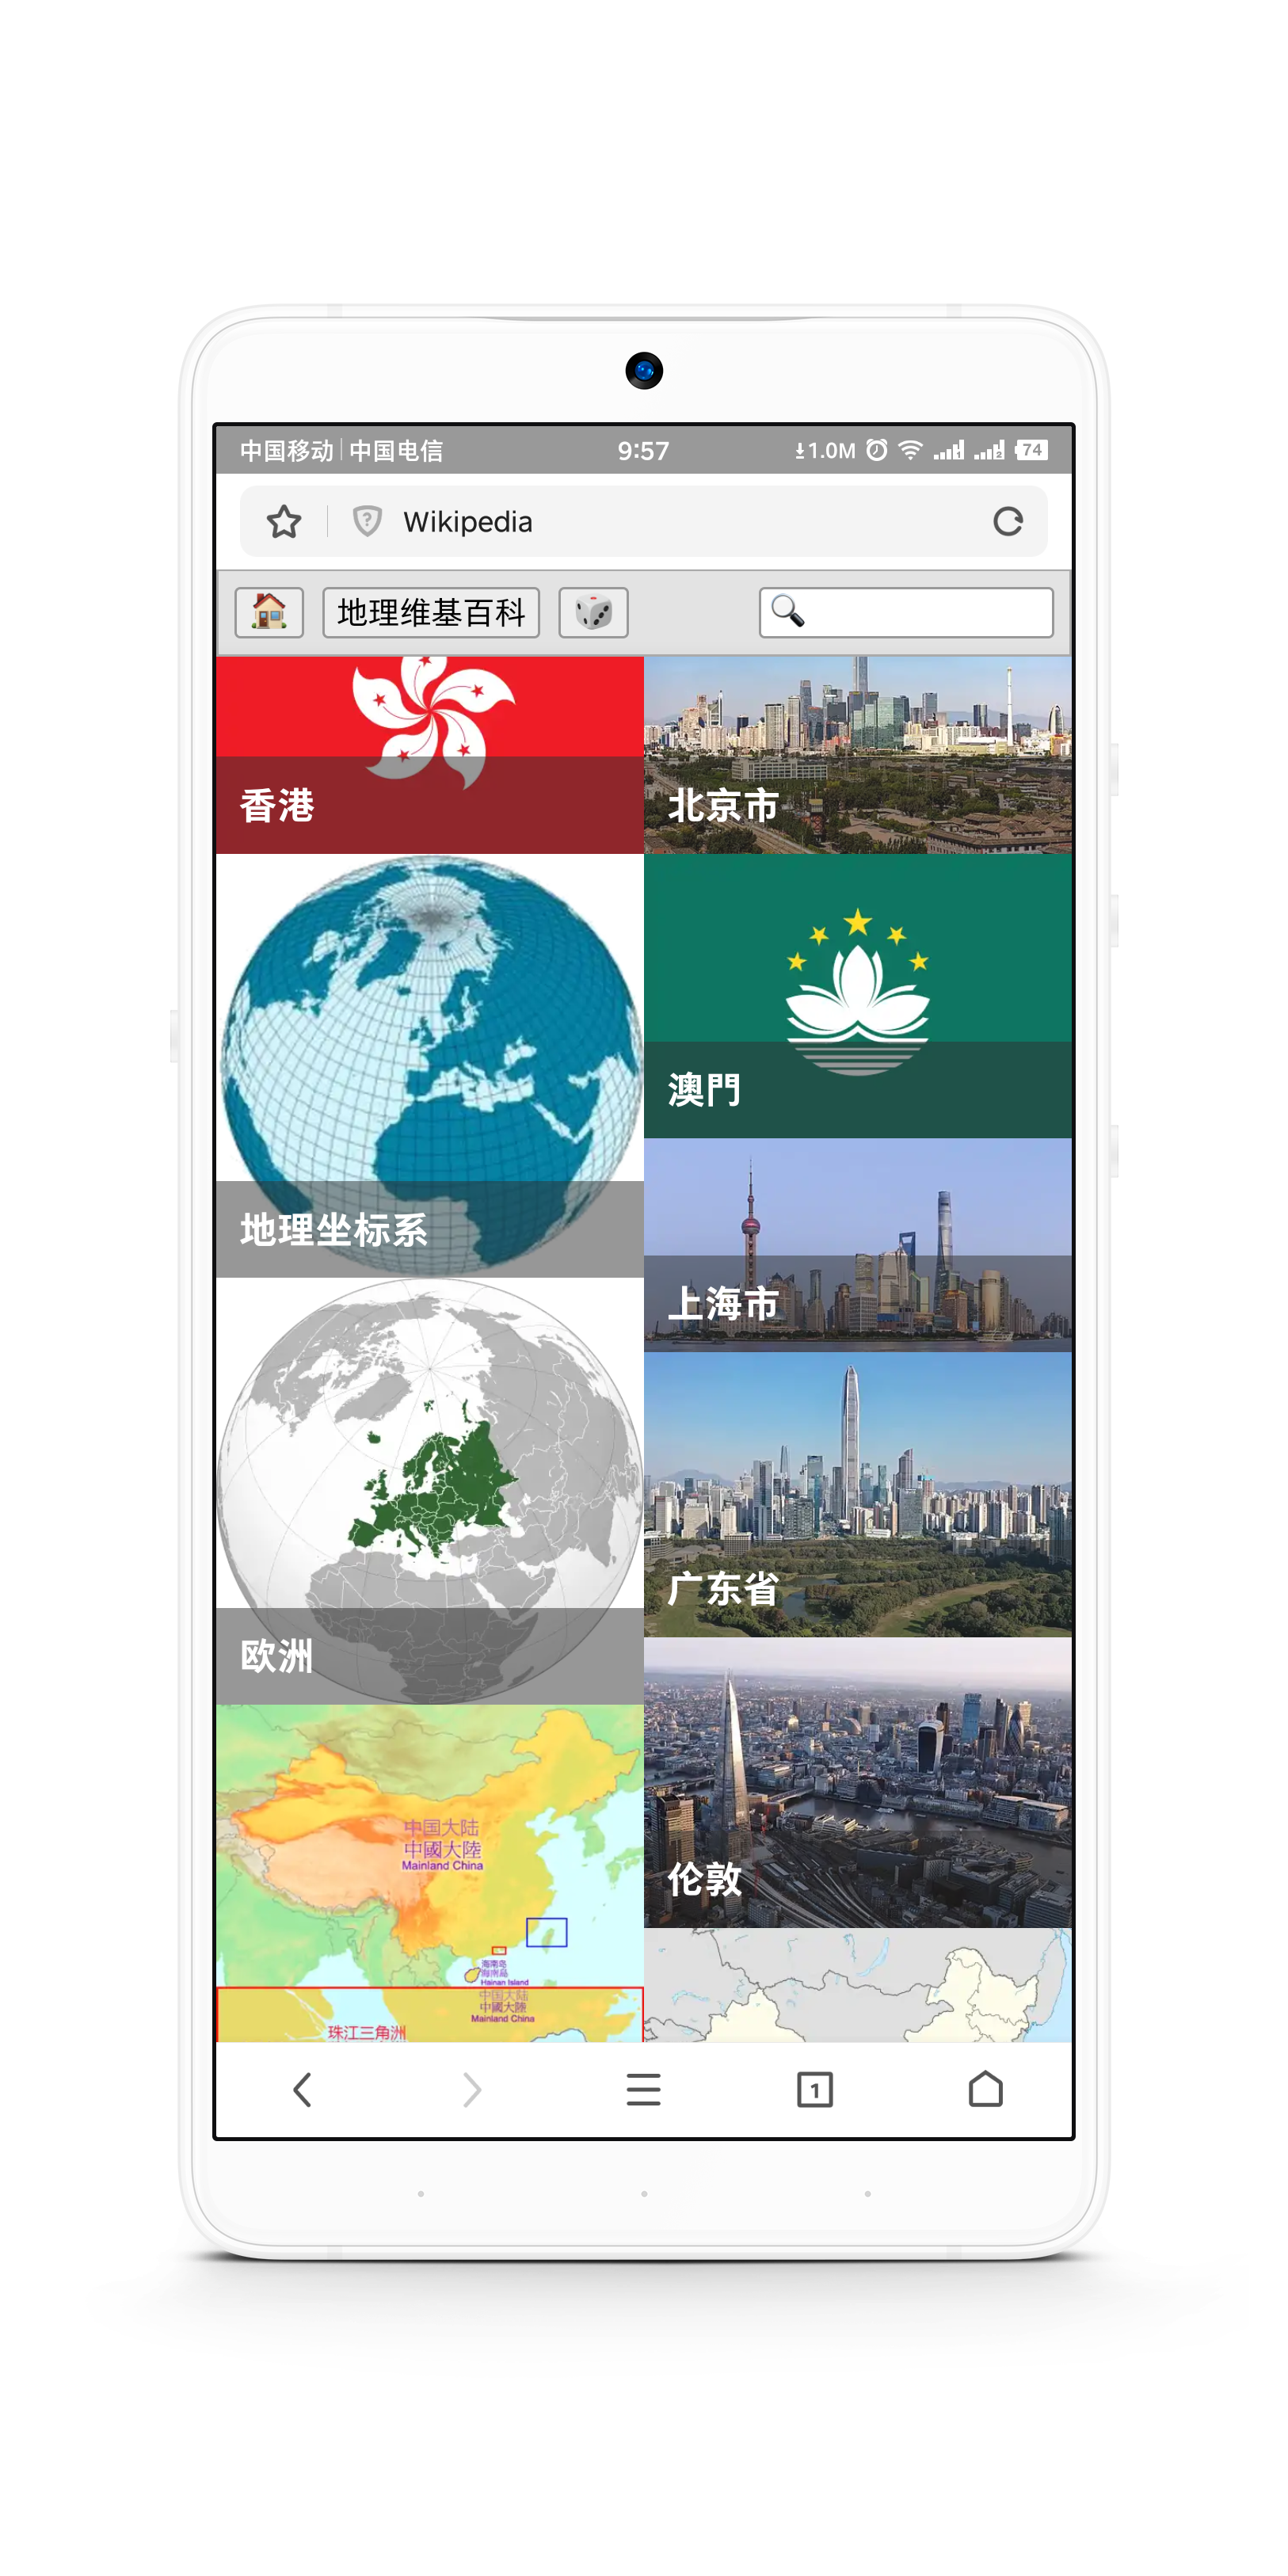 中国移动 中国电信
9:57
1.0M
74
Wikipedia
地理维基百科
香港
北京市
地理坐标系
澳門
上海市
欧洲
广东省
中国大陆
中國大陸
Mainland China
海南岛
海南島
Hainan Island
中国大陆
中國大陸
Mainland China
珠江三角洲
伦敦
1